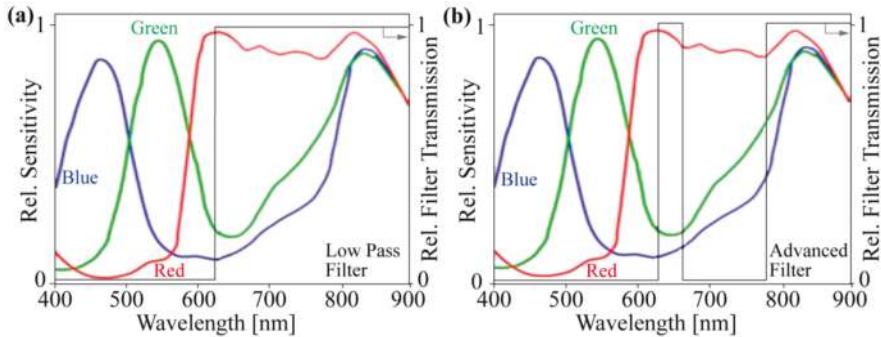 (a)
1
Green
1
Rel. Sensitivity
Blue
Red
Low Pass
Filter
Rel. Filter Transmission
0
0
400 500 600 700 800 900
Wavelength [nm]
(b)
1
Green
1
Rel. Sensitivity
Blue
Red
Advanced
Filter
Rel. Filter Transmission
0
0
400 500 600 700 800 900
Wavelength [nm]